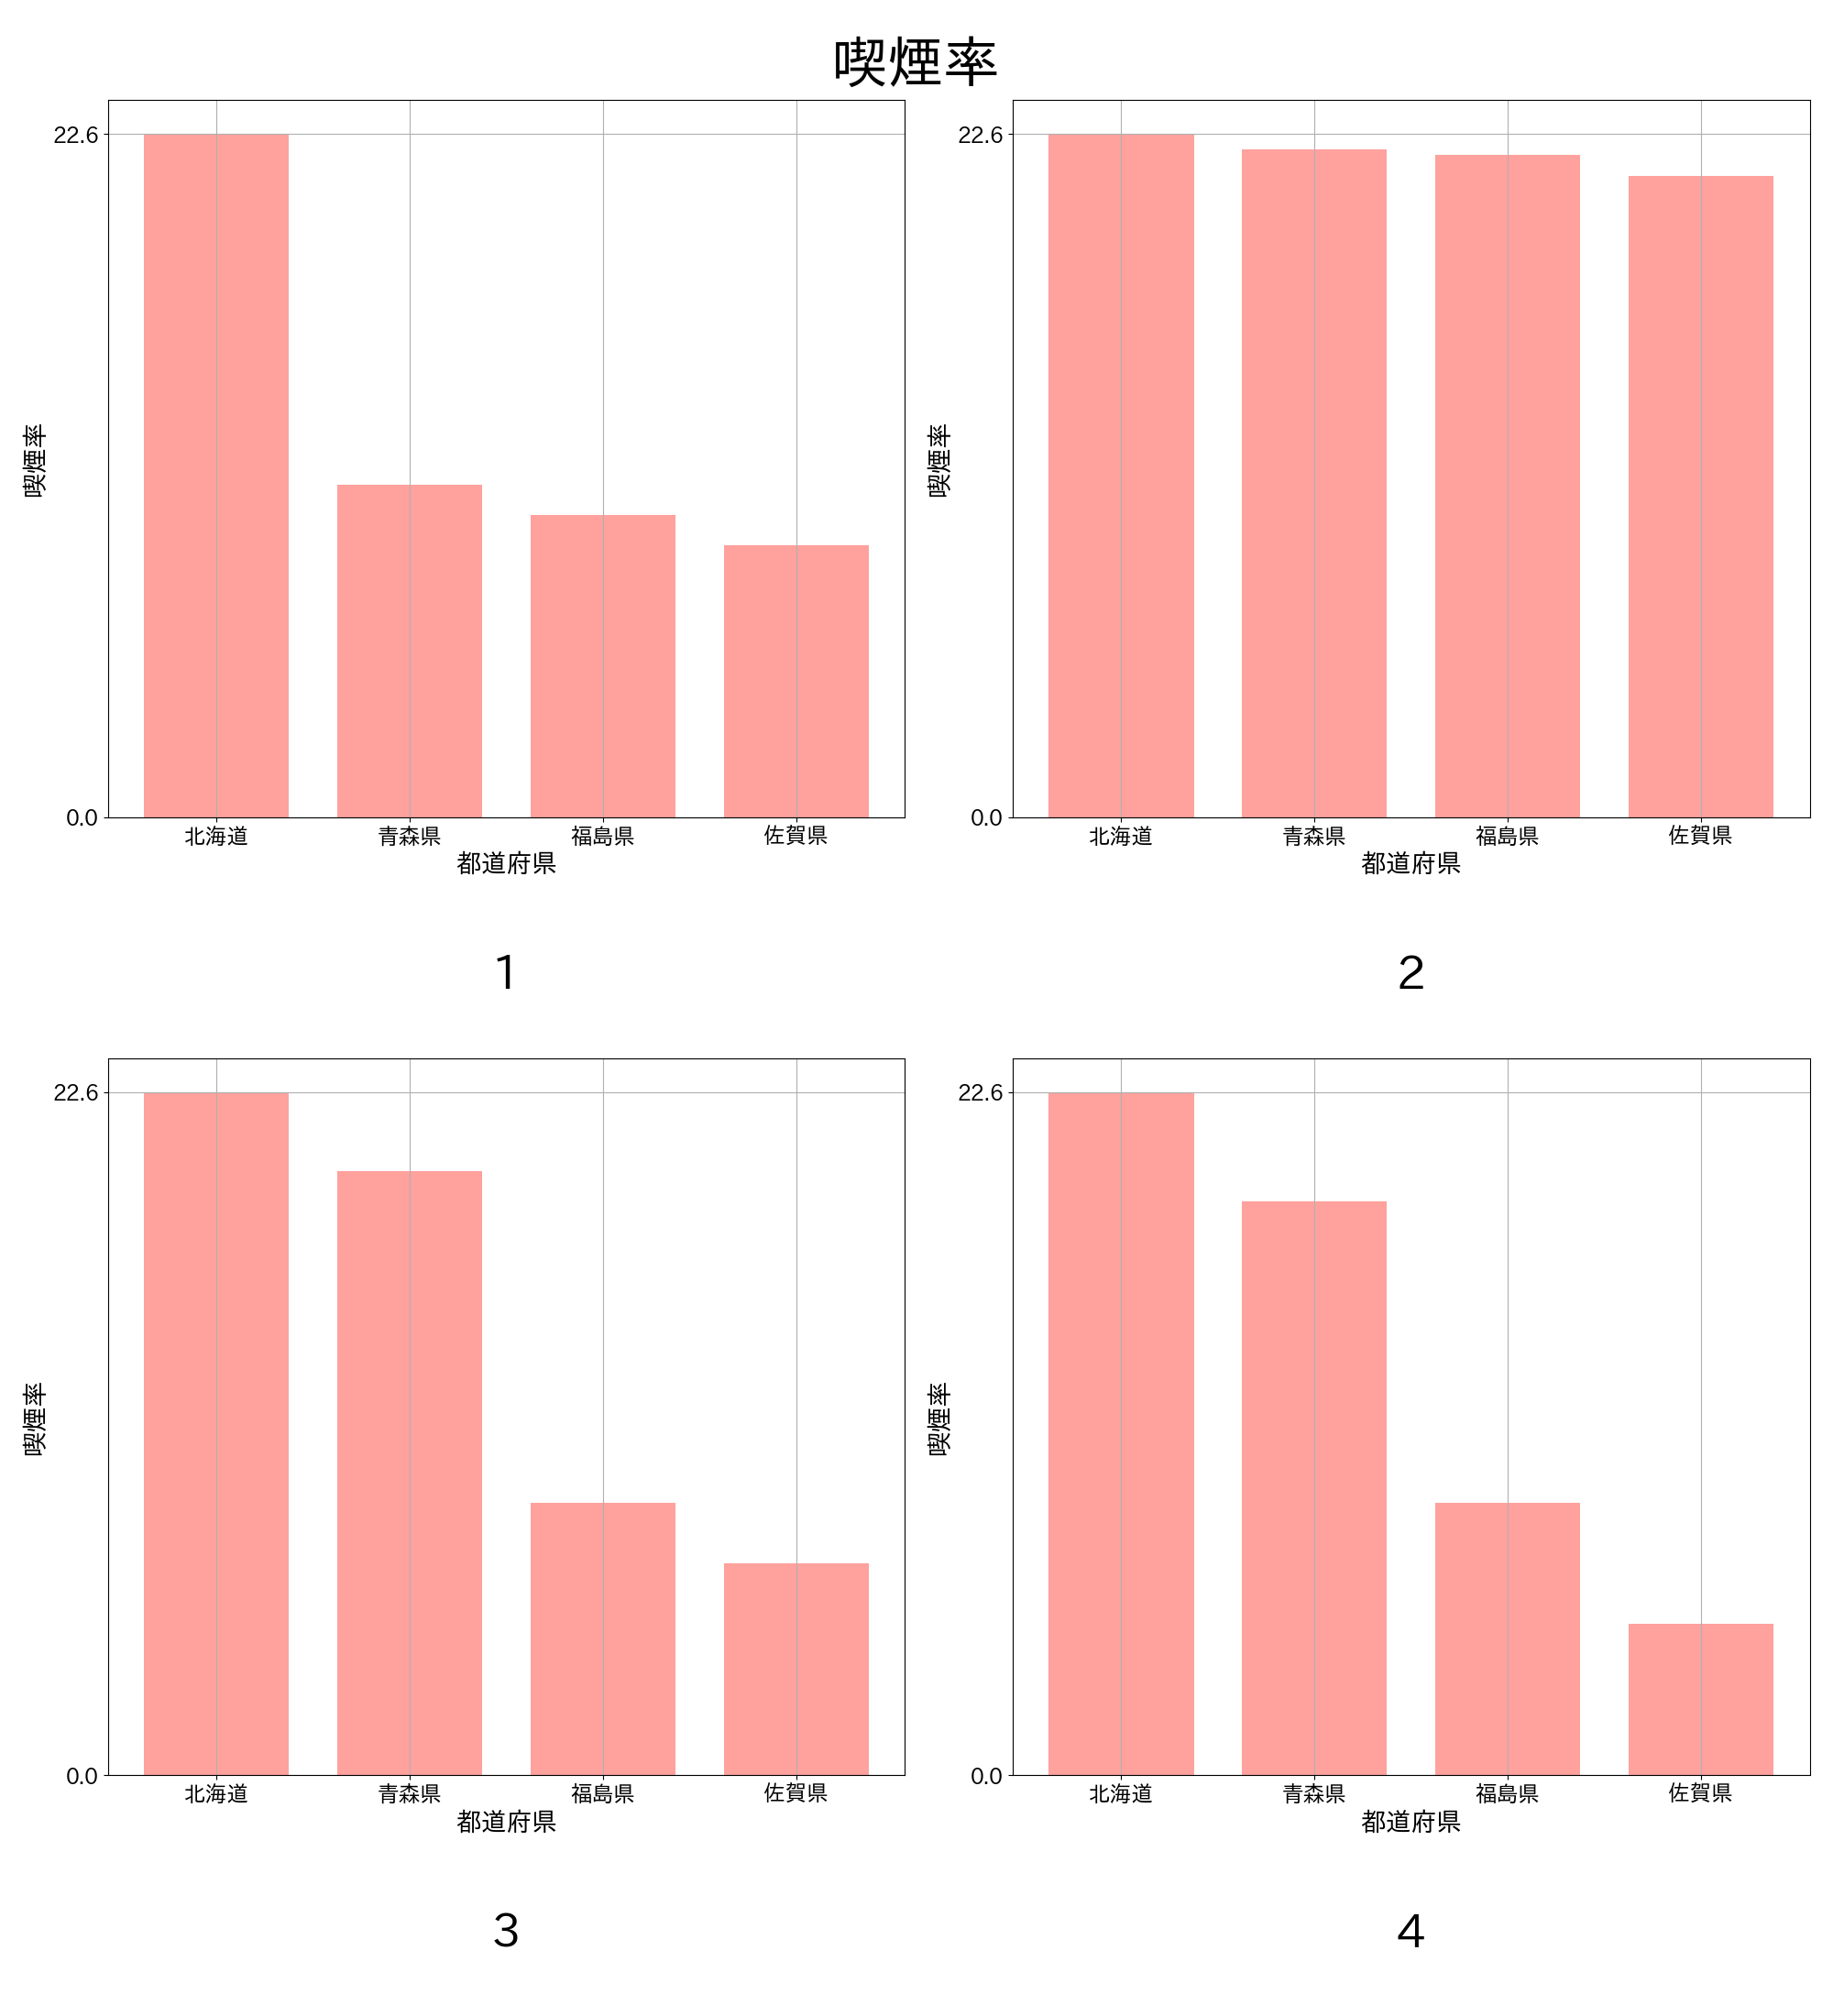 喫煙率
22.6
0.0
喫煙率
北海道 青森県 福島県 佐賀県
都道府県
1
22.6
0.0
喫煙率
北海道 青森県 福島県 佐賀県
都道府県
2
22.6
0.0
喫煙率
北海道 青森県 福島県 佐賀県
都道府県
3
22.6
0.0
喫煙率
北海道 青森県 福島県 佐賀県
都道府県
4